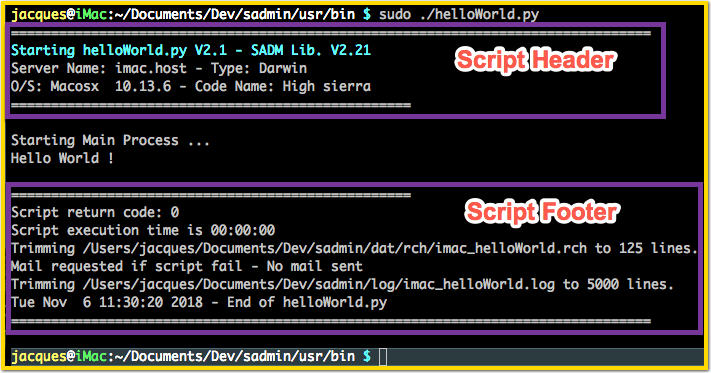 jacques@iMac:~/Documents/Dev/sadmin/usr/bin $ sudo ./helloWorld.py
Starting helloWorld.py V2.1 - SADM Lib. V2.21
Script Header
Server Name: imac.host - Type: Darwin
O/S: Macosx  10.13.6 - Code Name: High sierra
Starting Main Process ...
Hello World !
Script return code: 0
Script Footer
Script execution time is 00:00:00
Trimming /Users/jacques/Documents/Dev/sadmin/dat/rch/imac_helloWorld.rch to 125 lines.
Mail requested if script fail - No mail sent
Trimming /Users/jacques/Documents/Dev/sadmin/log/imac_helloWorld.log to 5000 lines.
Tue Nov  6 11:30:20 2018 - End of helloWorld.py
jacques@iMac:~/Documents/Dev/sadmin/usr/bin $